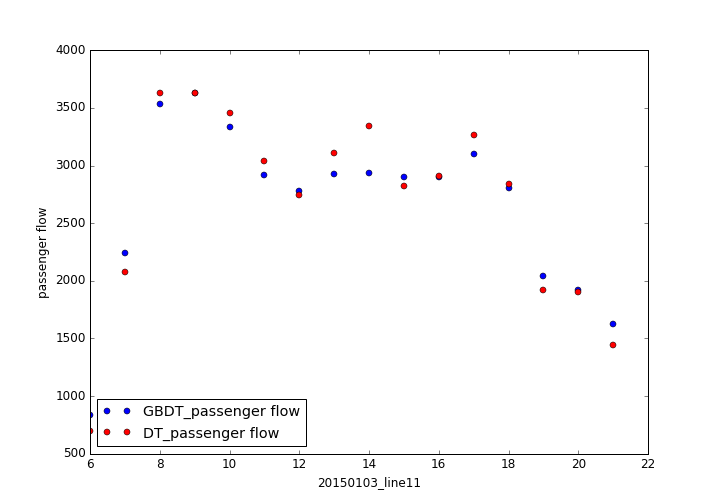 4000
3500
3000
2500
2000
1500
1000
500
passenger flow
GBDT_passenger flow
DT_passenger flow
6 8 10 12 14 16 18 20 22
20150103_line11